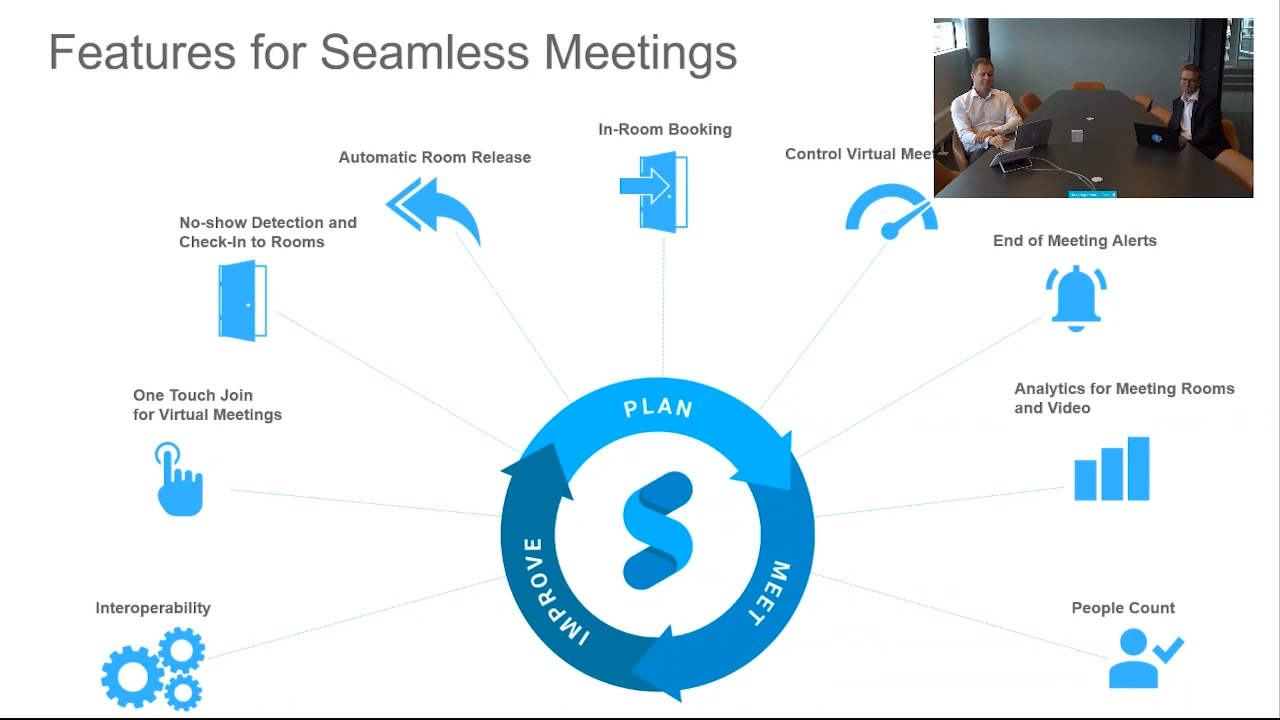 Features for Seamless Meetings
In-Room Booking
Automatic Room Release
Control Virtual Meet
No-show Detection and
Check-In to Rooms
End of Meeting Alerts
One Touch Join
for Virtual Meetings
Analytics for Meeting Rooms
and Video
PLAN
MEET
IMPROVE
Interoperability
People Count